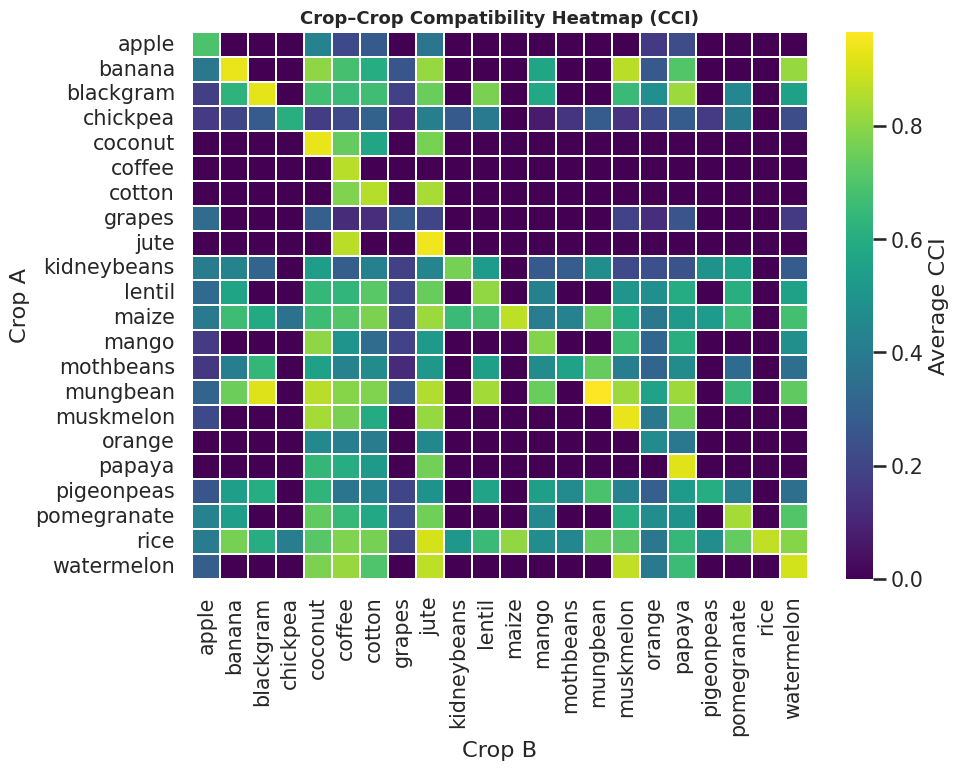 Crop–Crop Compatibility Heatmap (CCI)
Crop A
apple
banana
blackgram
chickpea
coconut
coffee
cotton
grapes
jute
kidneybeans
lentil
maize
mango
mothbeans
mungbean
muskmelon
orange
papaya
pigeonpeas
pomegranate
rice
watermelon
apple
banana
blackgram
chickpea
coconut
coffee
cotton
grapes
jute
kidneybeans
lentil
maize
mango
mothbeans
mungbean
muskmelon
orange
papaya
pigeonpeas
pomegranate
rice
watermelon
Crop B
0.8
0.6
0.4
0.2
0.0
Average CCI